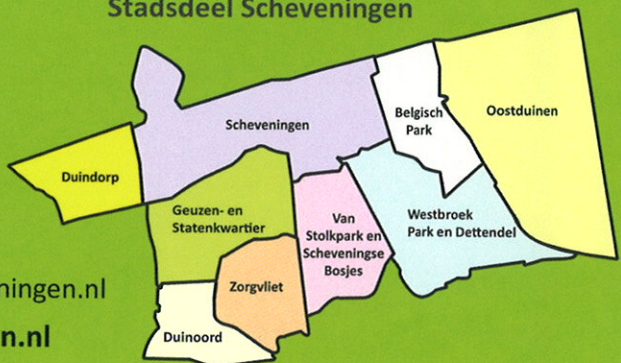 Stadsdeel Scheveningen
Oostduinen
Belgisch
Park
Scheveningen
Duindorp
Geuzen- en
Statenkwartier
Van
Stolkpark en
Scheveningse
Bosjes
Westbroek
Park en Dettendel
Zorgvliet
Duinoord
ningen.nl
n.nl